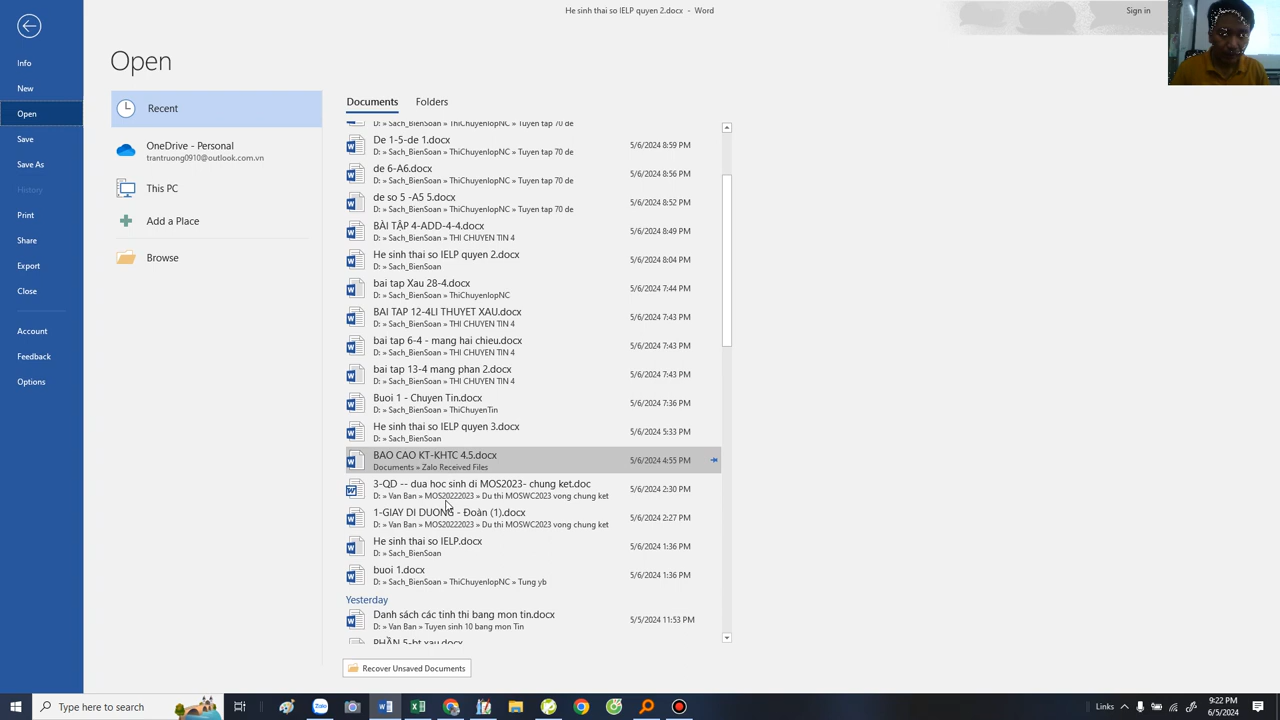 He sinh thai so IELP quyen 2.docx - Word
Sign in
Info
New
Open
Save
Save As
History
Print
Share
Export
Close
Account
Feedback
Options
Open
Recent
OneDrive - Personal
trantruong0910@outlook.com.vn
This PC
Add a Place
Browse
Documents Folders
D: » Sach_BienSoan » ThiChuyenlopNC » Tuyen tap 70 de
De 1-5-de 1.docx 5/6/2024 8:59 PM
D: » Sach_BienSoan » ThiChuyenlopNC » Tuyen tap 70 de
de 6-A6.docx 5/6/2024 8:56 PM
D: » Sach_BienSoan » ThiChuyenlopNC » Tuyen tap 70 de
de so 5 -A5 5.docx 5/6/2024 8:52 PM
D: » Sach_BienSoan » ThiChuyenlopNC » Tuyen tap 70 de
BÀI TẬP 4-ADD-4-4.docx 5/6/2024 8:49 PM
D: » Sach_BienSoan » THI CHUYEN TIN 4
He sinh thai so IELP quyen 2.docx 5/6/2024 8:04 PM
D: » Sach_BienSoan
bai tap Xau 28-4.docx 5/6/2024 7:44 PM
D: » Sach_BienSoan » ThiChuyenlopNC
BAI TAP 12-4LI THUYET XAU.docx 5/6/2024 7:43 PM
D: » Sach_BienSoan » THI CHUYEN TIN 4
bai tap 6-4 - mang hai chieu.docx 5/6/2024 7:43 PM
D: » Sach_BienSoan » THI CHUYEN TIN 4
bai tap 13-4 mang phan 2.docx 5/6/2024 7:43 PM
D: » Sach_BienSoan » THI CHUYEN TIN 4
Buoi 1 - Chuyen Tin.docx 5/6/2024 7:36 PM
D: » Sach_BienSoan » ThiChuyenTin
He sinh thai so IELP quyen 3.docx 5/6/2024 5:33 PM
D: » Sach_BienSoan
BAO CAO KT-KHTC 4.5.docx 5/6/2024 4:55 PM
Documents » Zalo Received Files
3-QD -- dua hoc sinh di MOS2023- chung ket.doc 5/6/2024 2:30 PM
D: » Van Ban » MOS20222023 » Du thi MOSWC2023 vong chung ket
1-GIAY DI DUONG - Đoàn (1).docx 5/6/2024 2:27 PM
D: » Van Ban » MOS20222023 » Du thi MOSWC2023 vong chung ket
He sinh thai so IELP.docx 5/6/2024 1:36 PM
D: » Sach_BienSoan
buoi 1.docx 5/6/2024 1:36 PM
D: » Sach_BienSoan » ThiChuyenlopNC » Tung yb
Yesterday
Danh sách các tinh thi bang mon tin.docx 5/5/2024 11:53 PM
D: » Van Ban » Tuyen sinh 10 bang mon Tin
PHẦN 5-bt xau.docx
Recover Unsaved Documents
Type here to search
Links
9:22 PM
6/5/2024